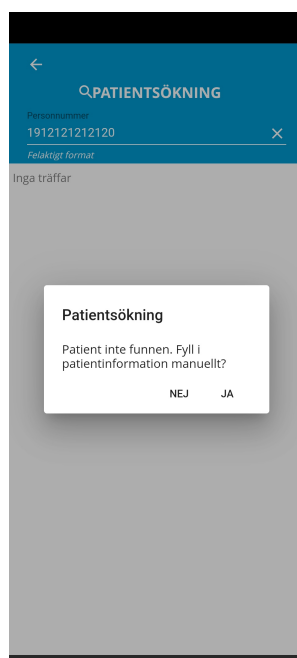 PATIENTSÖKNING
Personnummer
1912121212120
Felaktigt format
Inga träffar
Patientsökning
Patient inte funnen. Fyll i
patientinformation manuellt?
NEJ JA